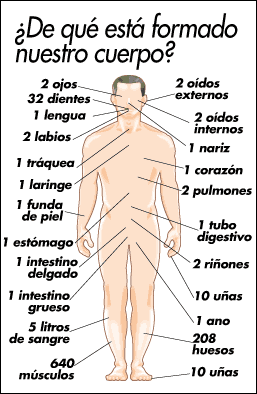 ¿De qué está formado
nuestro cuerpo?
2 ojos
32 dientes
1 lengua
2 labios
1 tráquea
1 laringe
1 funda
de piel
1 estómago
1 intestino
delgado
1 intestino
grueso
5 litros
de sangre
640
músculos
2 oídos
externos
2 oídos
internos
1 nariz
1 corazón
2 pulmones
1 tubo
digestivo
2 riñones
10 uñas
1 ano
208
huesos
10 uñas